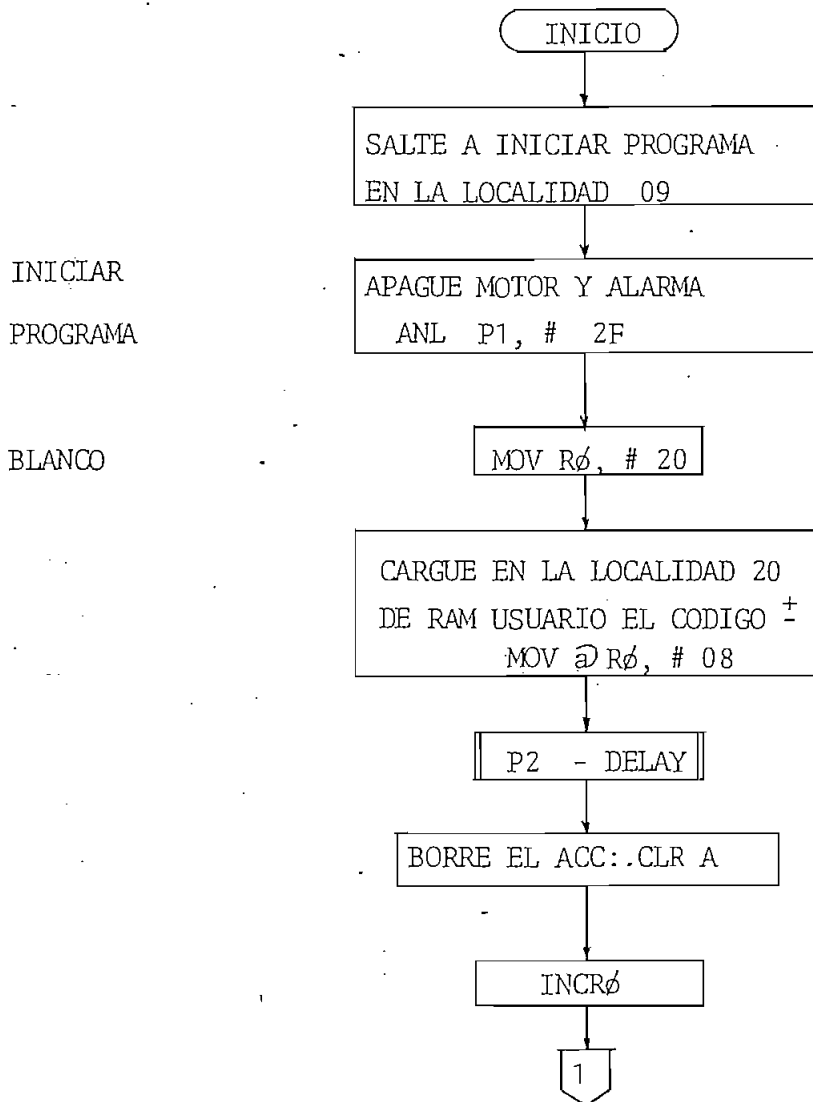 INICIO
SALTE A INICIAR PROGRAMA
EN LA LOCALIDAD 09
INICIAR
PROGRAMA
APAGUE MOTOR Y ALARMA
ANL P1, # 2F
BLANCO
MOV RØ, # 20
CARGUE EN LA LOCALIDAD 20
DE RAM USUARIO EL CODIGO ±
MOV @ RØ, # 08
P2 - DELAY
BORRE EL ACC:.CLR A
INCRØ
1